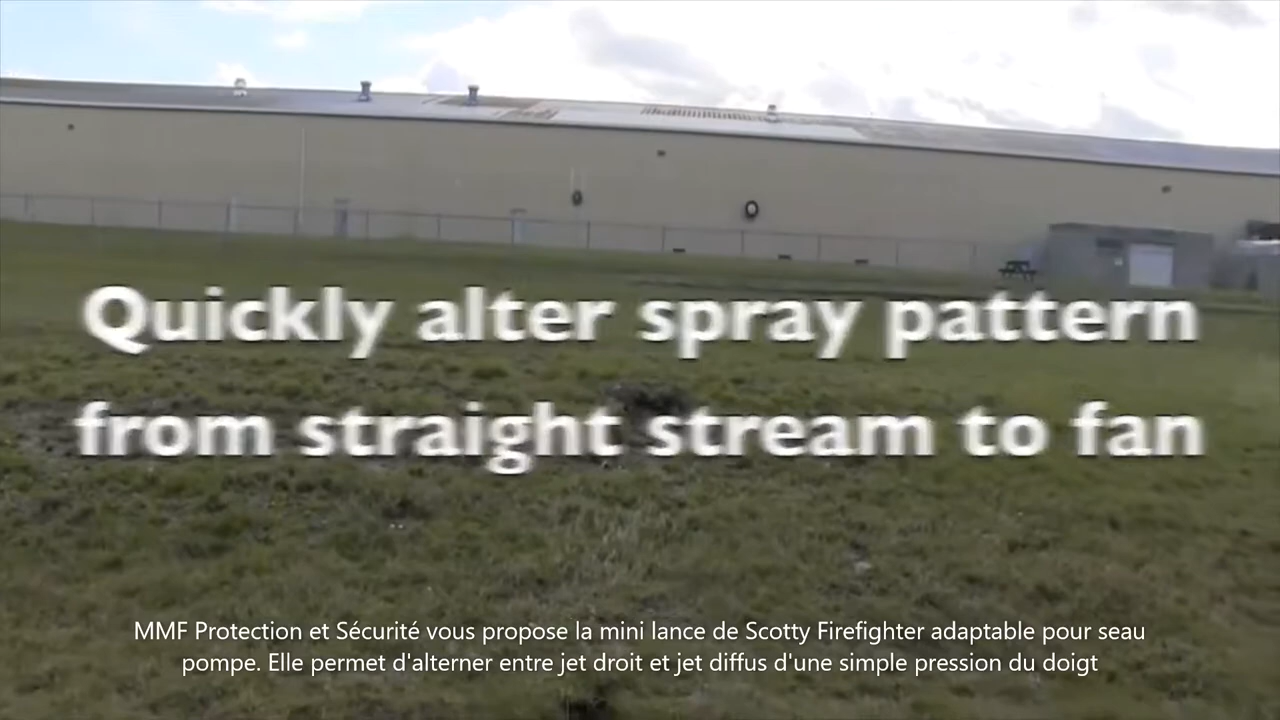 Quickly alter spray pattern
from straight stream to fan
MMF Protection et Sécurité vous propose la mini lance de Scotty Firefighter adaptable pour seau
pompe. Elle permet d'alterner entre jet droit et jet diffus d'une simple pression du doigt